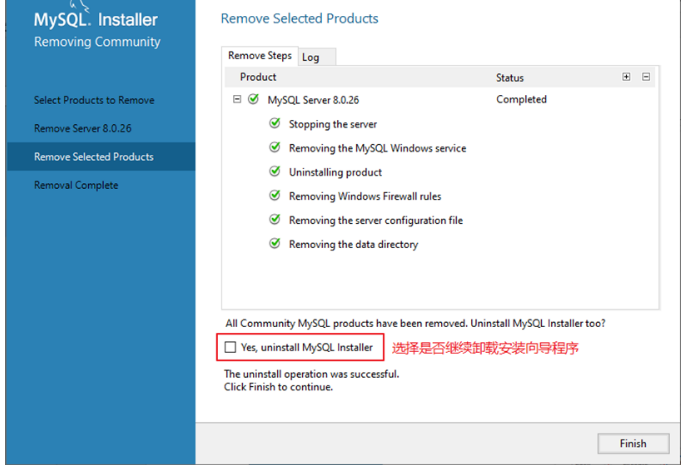 MySQL. Installer
Removing Community
Select Products to Remove
Remove Server 8.0.26
Remove Selected Products
Removal Complete
Remove Selected Products
Remove Steps Log
Product Status
MySQL Server 8.0.26 Completed
Stopping the server
Removing the MySQL Windows service
Uninstalling product
Removing Windows Firewall rules
Removing the server configuration file
Removing the data directory
All Community MySQL products have been removed. Uninstall MySQL Installer too?
Yes, uninstall MySQL Installer 选择是否继续卸载安装向导程序
The uninstall operation was successful.
Click Finish to continue.
Finish